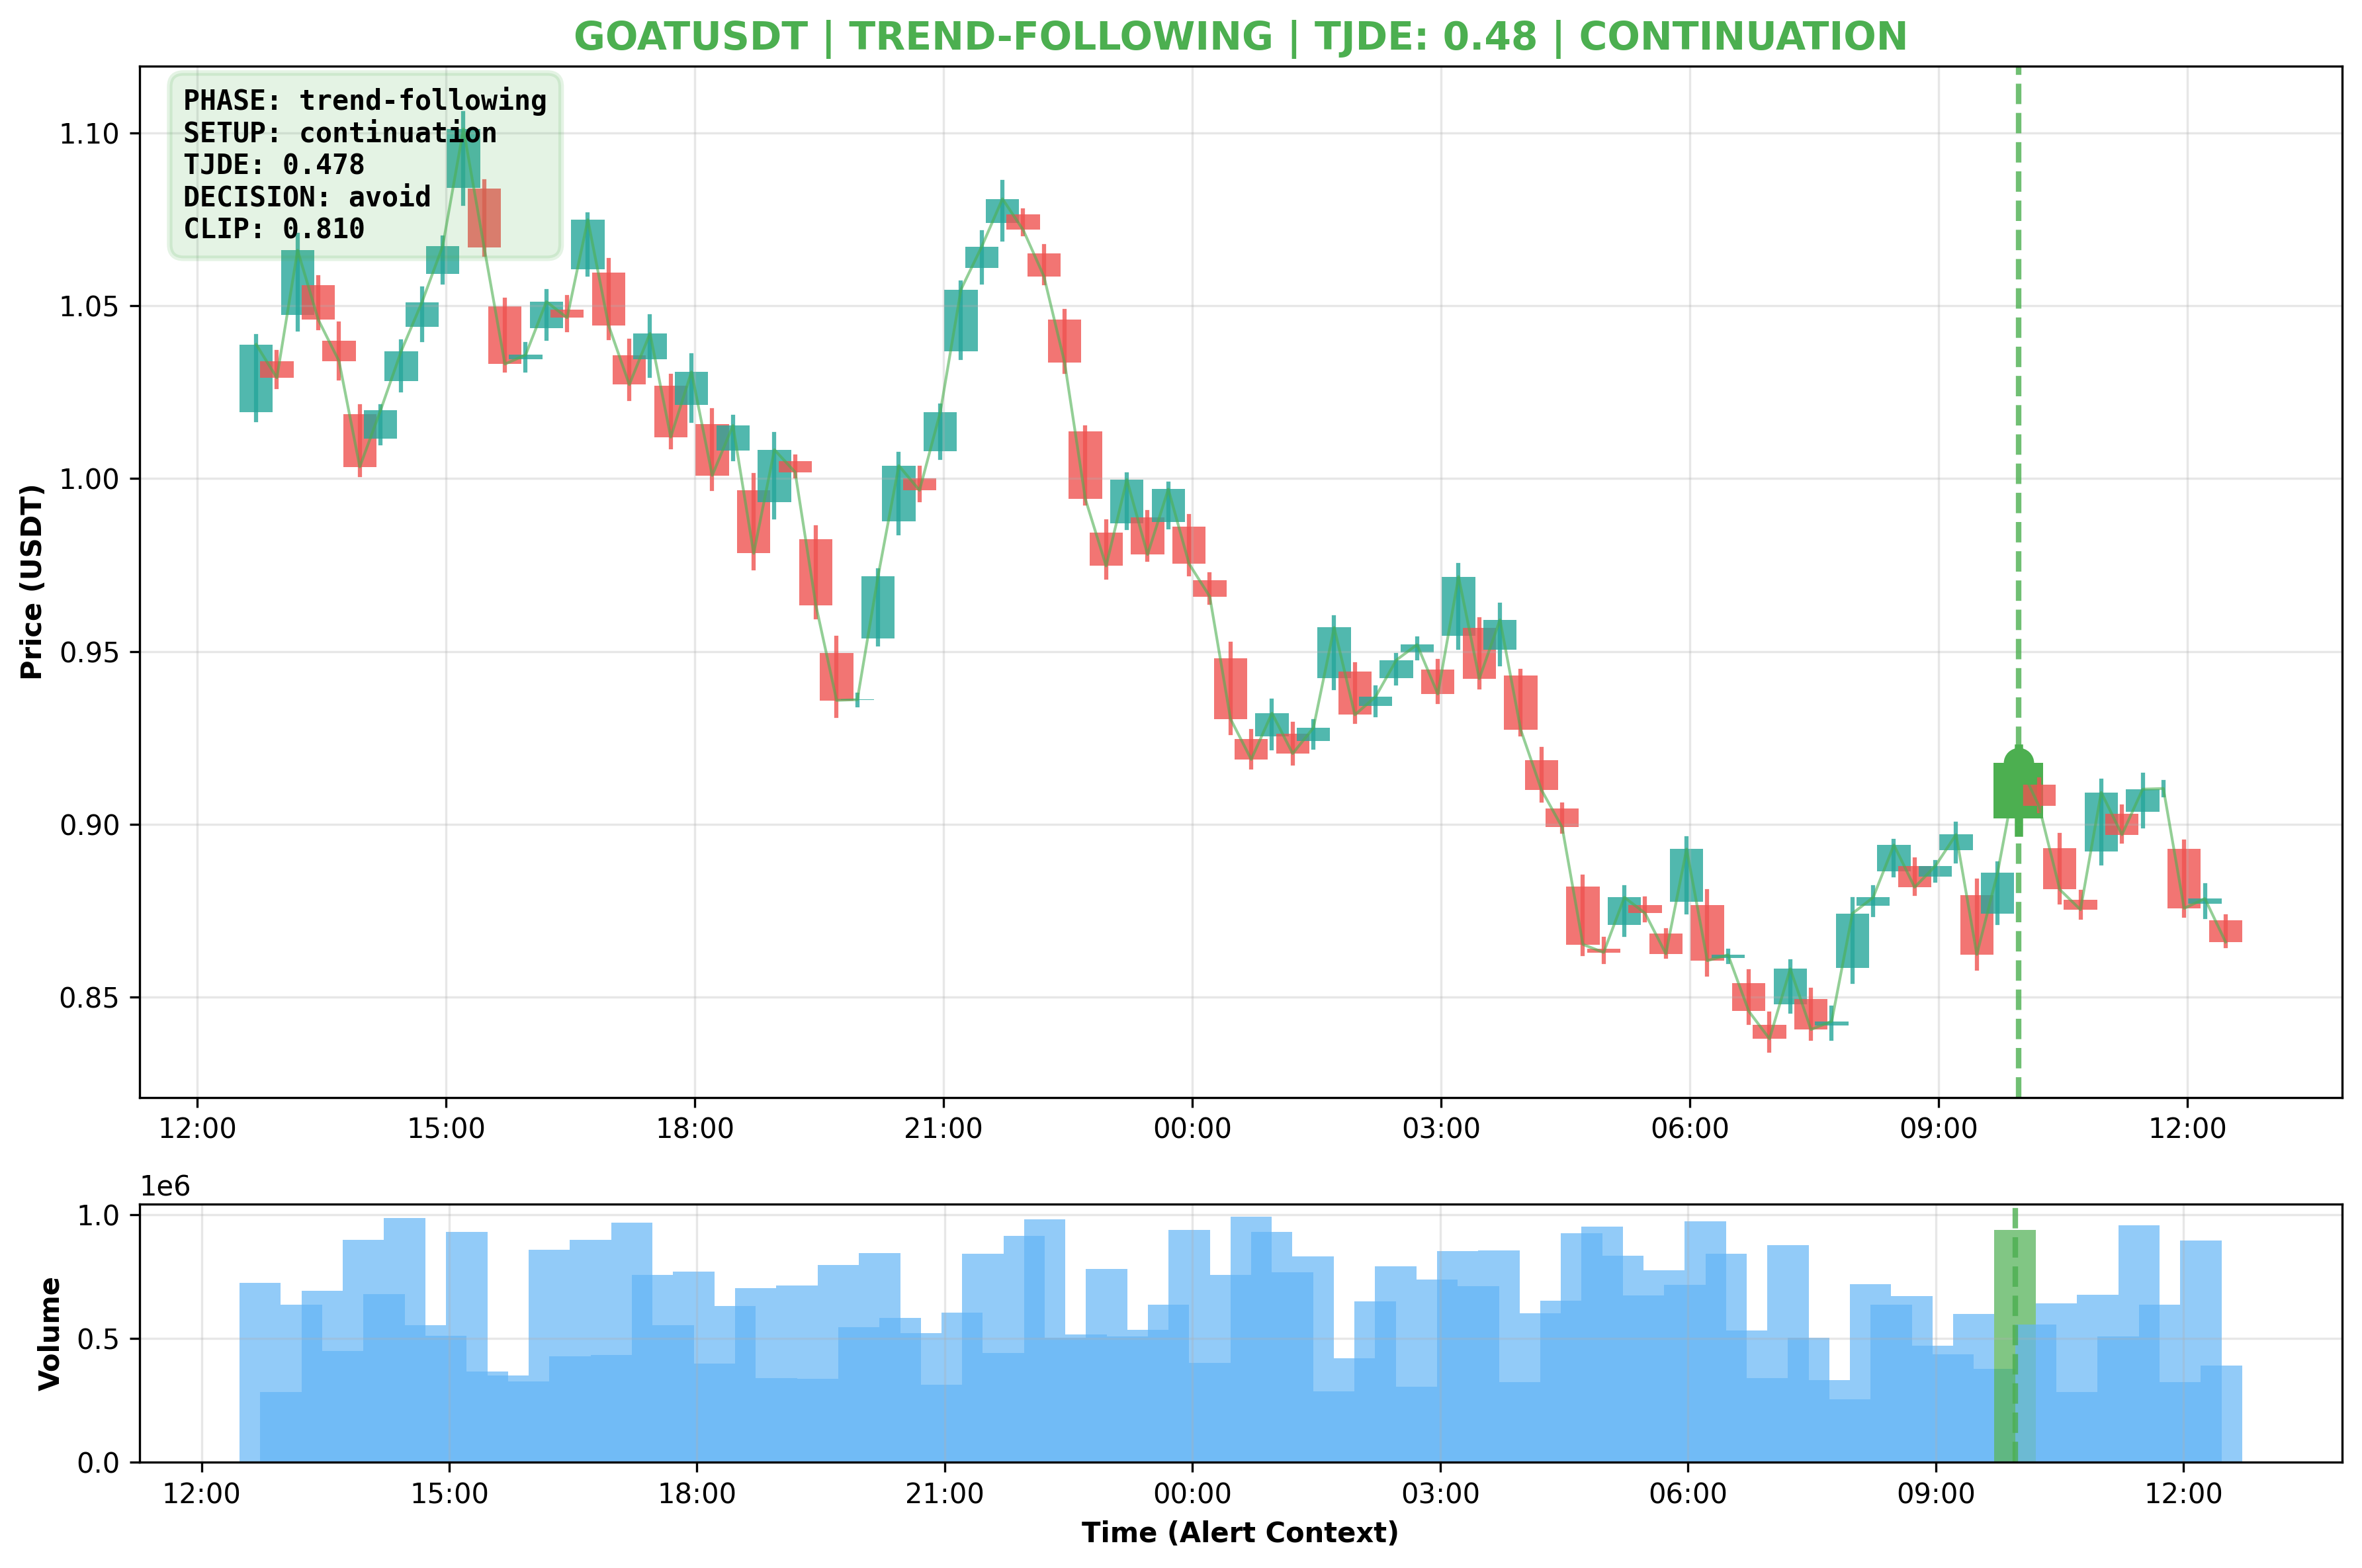 GOATUSDT | TREND-FOLLOWING | TJDE: 0.48 | CONTINUATION
PHASE: trend-following
SETUP: continuation
TJDE: 0.478
DECISION: avoid
CLIP: 0.810
Price (USDT)
1.10
1.05
1.00
0.95
0.90
0.85
12:00 15:00 18:00 21:00 00:00 03:00 06:00 09:00 12:00
1e6
Volume
1.0
0.5
0.0
12:00 15:00 18:00 21:00 00:00 03:00 06:00 09:00 12:00
Time (Alert Context)